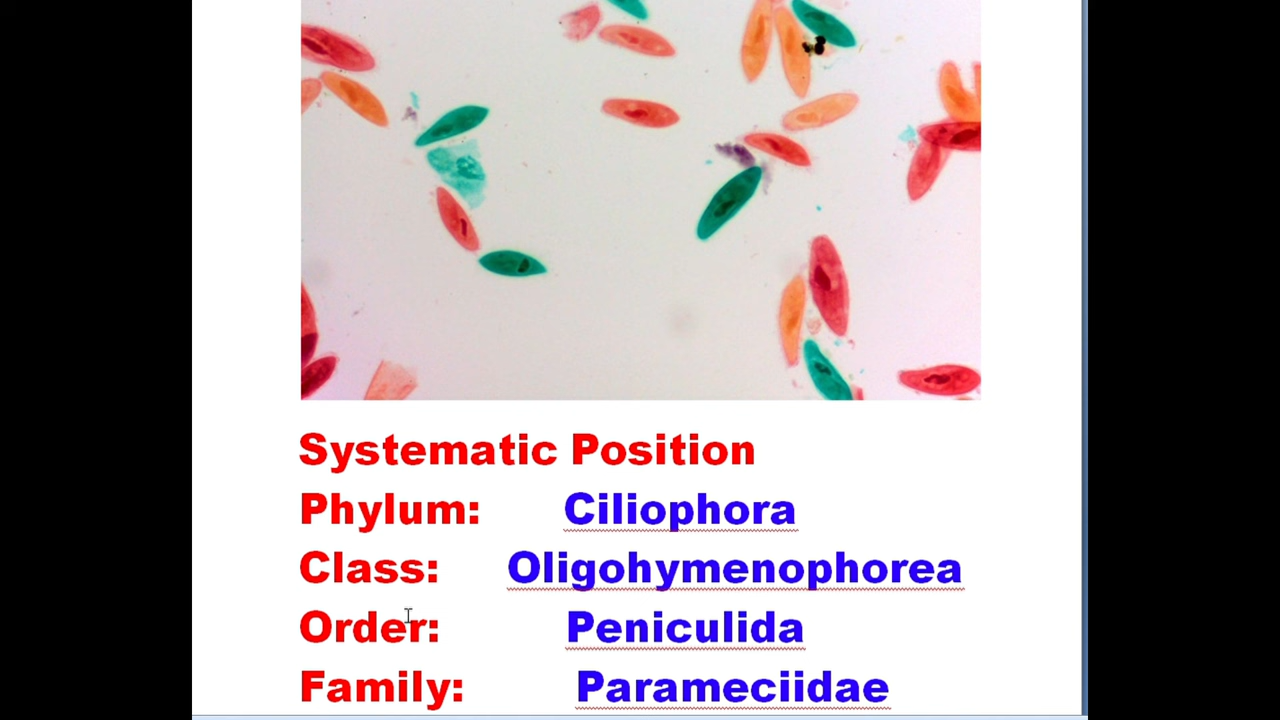 Systematic Position
Phylum: Ciliophora
Class: Oligohymenophorea
Order: Peniculida
Family: Parameciidae